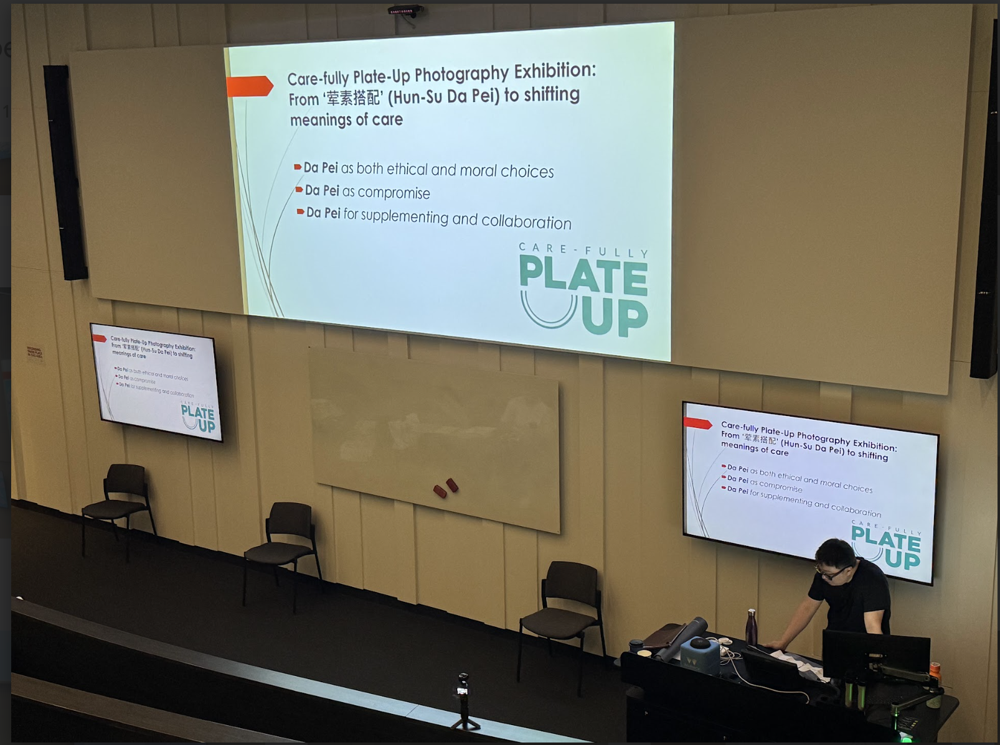 Care-fully Plate-Up Photography Exhibition:
From ‘荤素搭配’ (Hun-Su Da Pei) to shifting
meanings of care
Da Pei as both ethical and moral choices
Da Pei as compromise
Da Pei for supplementing and collaboration
CARE-FULLY
PLATE
UP
Care-fully Plate-Up Photography Exhibition:
From ‘荤素搭配’ (Hun-Su Da Pei) to shifting
meanings of care
Da Pei as both ethical and moral choices
Da Pei as compromise
Da Pei for supplementing and collaboration
CARE-FULLY
PLATE
UP
Care-fully Plate-Up Photography Exhibition:
From ‘荤素搭配’ (Hun-Su Da Pei) to shifting
meanings of care
Da Pei as both ethical and moral choices
Da Pei as compromise
Da Pei for supplementing and collaboration
CARE-FULLY
PLATE
UP